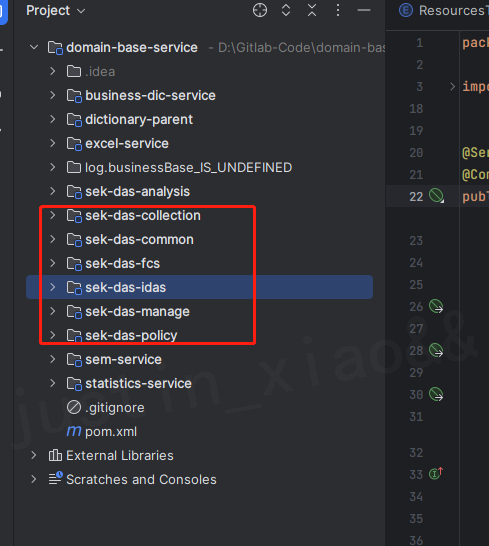 Project
ResourcesT
domain-base-service - D:\Gitlab-Code\domain-bas
.idea
business-dic-service
dictionary-parent
excel-service
log.businessBase_IS_UNDEFINED
sek-das-analysis
sek-das-collection
sek-das-common
sek-das-fcs
sek-das-idas
sek-das-manage
sek-das-policy
sem-service
statistics-service
.gitignore
pom.xml
External Libraries
Scratches and Consoles
1 pack
3 impo
18
19
20 @Ser
21 @Com
22 publ
23
24
25
26
27
28
29
30
31
32
33
34
35
36